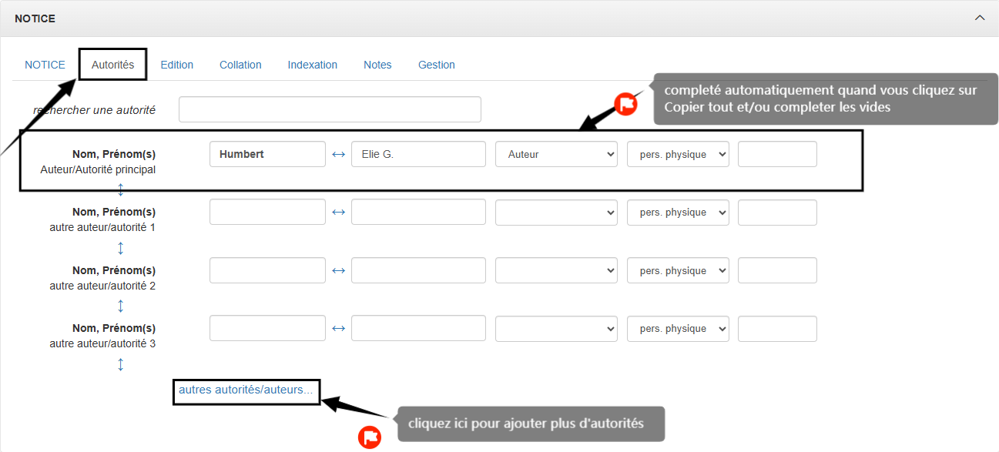 NOTICE
NOTICE Autorités Edition Collation Indexation Notes Gestion
completé automatiquement quand vous cliquez sur
Copier tout et/ou completer les vides
rechercher une autorité
Nom, Prénom(s) Humbert Elie G. Auteur pers. physique
Auteur/Autorité principal
Nom, Prénom(s) pers. physique
autre auteur/autorité 1
Nom, Prénom(s) pers. physique
autre auteur/autorité 2
Nom, Prénom(s) pers. physique
autre auteur/autorité 3
autres autorités/auteurs...
cliquez ici pour ajouter plus d'autorités